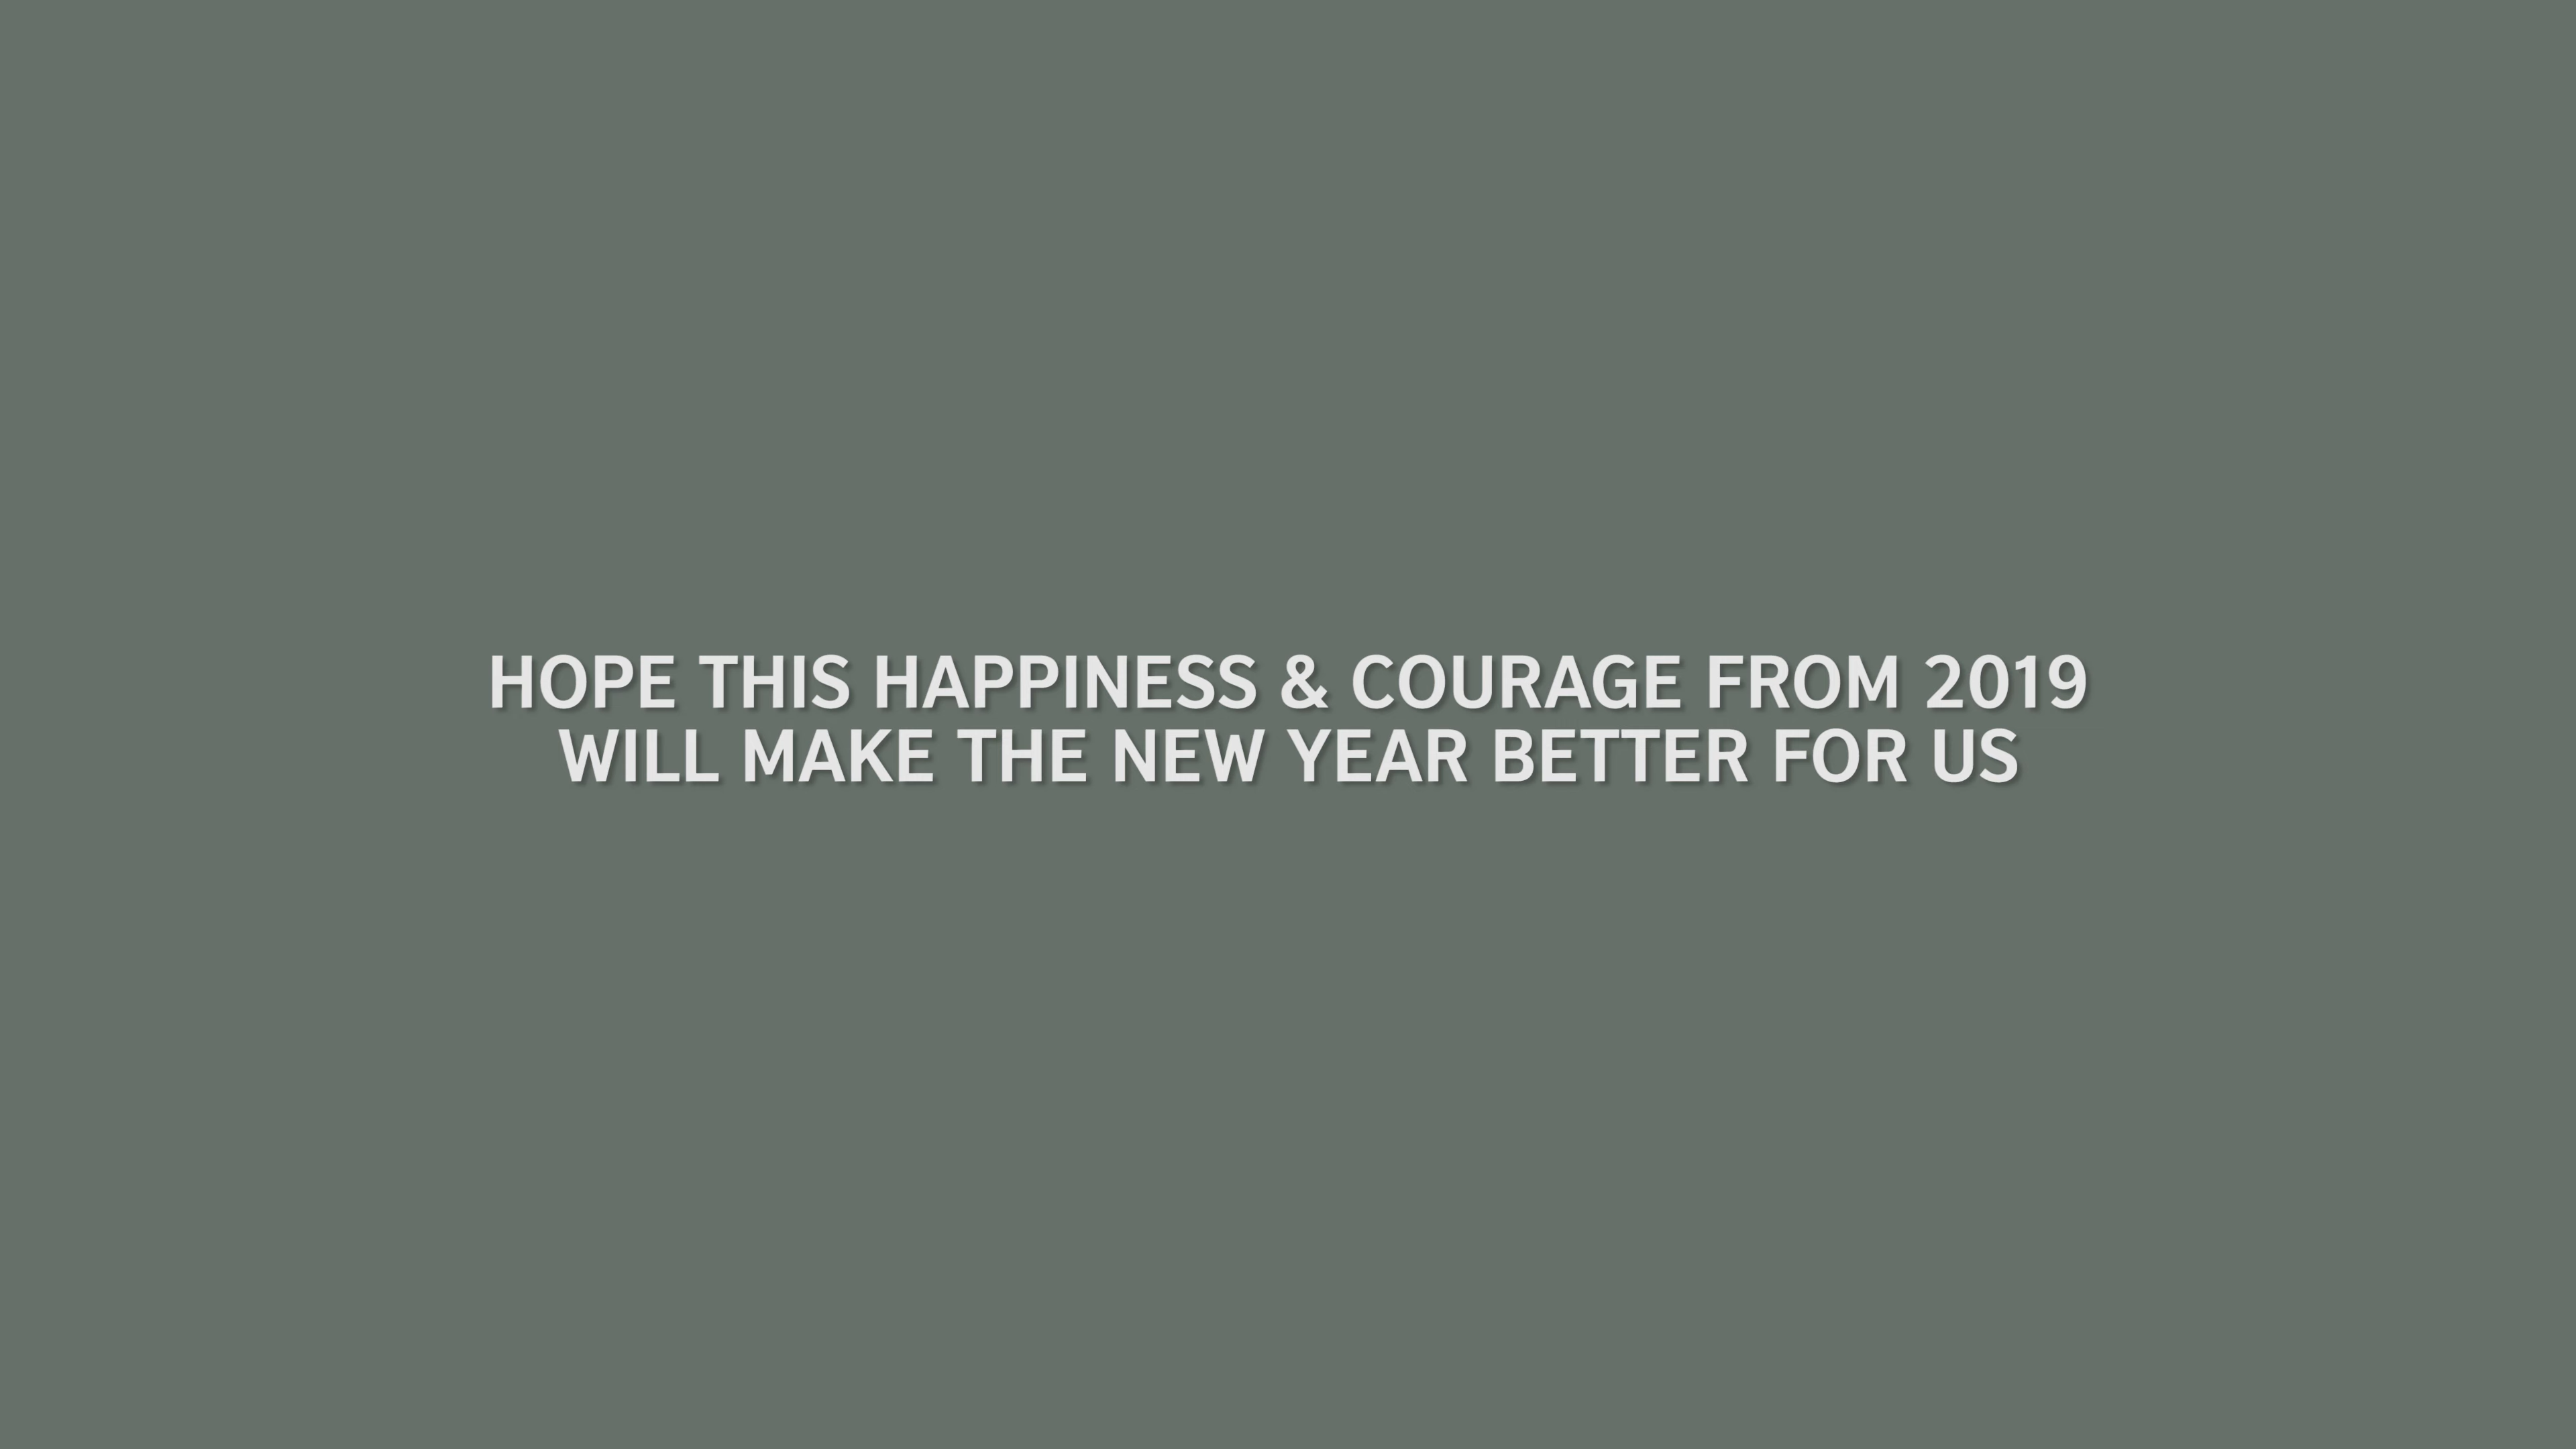 HOPE THIS HAPPINESS & COURAGE FROM 2019
WILL MAKE THE NEW YEAR BETTER FOR US